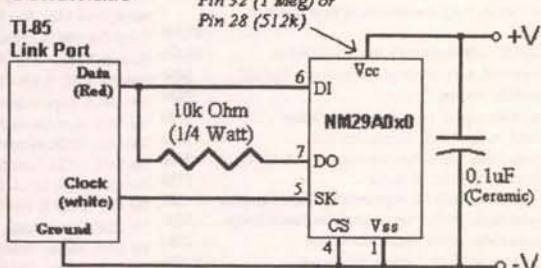 Pin 32 (1 Meg) or
Pin 28 (512k)
TI-85
Link Port
+V
Data
(Red)
6
DI
Vcc
10k Ohm
(1/4 Watt)
NM29A0x0
7
DO
Clock
(white)
5
SK
0.1uF
(Ceramic)
CS
Vss
Ground
4
1
-V